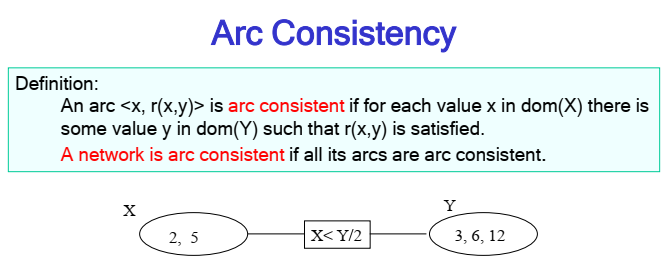 Arc Consistency
Definition:
An arc <x, r(x,y)> is arc consistent if for each value x in dom(X) there is
some value y in dom(Y) such that r(x,y) is satisfied.
A network is arc consistent if all its arcs are arc consistent.
X
Y
2, 5
X< Y/2
3, 6, 12